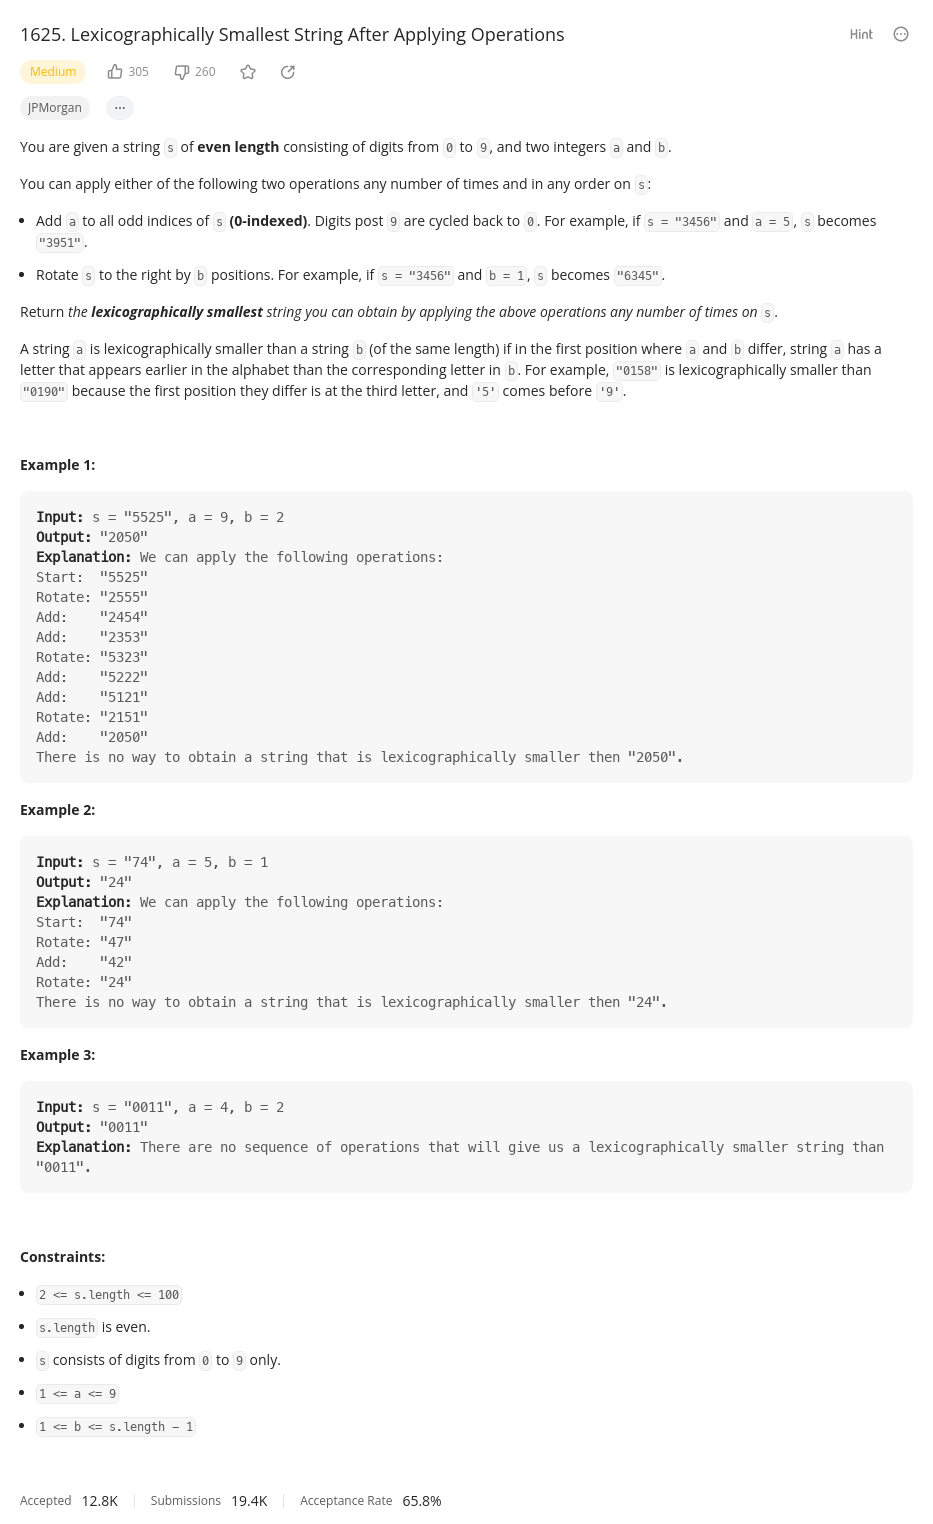 1625. Lexicographically Smallest String After Applying Operations
Hint
Medium 305 260
JPMorgan ...
You are given a string s of even length consisting of digits from 0 to 9, and two integers a and b.
You can apply either of the following two operations any number of times and in any order on s:
• Add a to all odd indices of s (0-indexed). Digits post 9 are cycled back to 0. For example, if s = "3456" and a = 5, s becomes
"3951".
• Rotate s to the right by b positions. For example, if s = "3456" and b = 1, s becomes "6345".
Return the lexicographically smallest string you can obtain by applying the above operations any number of times on s.
A string a is lexicographically smaller than a string b (of the same length) if in the first position where a and b differ, string a has a
letter that appears earlier in the alphabet than the corresponding letter in b. For example, "0158" is lexicographically smaller than
"0190" because the first position they differ is at the third letter, and '5' comes before '9'.
Example 1:
Input: s = "5525", a = 9, b = 2
Output: "2050"
Explanation: We can apply the following operations:
Start:  "5525"
Rotate: "2555"
Add:    "2454"
Add:    "2353"
Rotate: "5323"
Add:    "5222"
Add:    "5121"
Rotate: "2151"
Add:    "2050"
There is no way to obtain a string that is lexicographically smaller then "2050".
Example 2:
Input: s = "74", a = 5, b = 1
Output: "24"
Explanation: We can apply the following operations:
Start:  "74"
Rotate: "47"
Add:    "42"
Rotate: "24"
There is no way to obtain a string that is lexicographically smaller then "24".
Example 3:
Input: s = "0011", a = 4, b = 2
Output: "0011"
Explanation: There are no sequence of operations that will give us a lexicographically smaller string than
"0011".
Constraints:
• 2 <= s.length <= 100
• s.length is even.
• s consists of digits from 0 to 9 only.
• 1 <= a <= 9
• 1 <= b <= s.length - 1
Accepted 12.8K Submissions 19.4K Acceptance Rate 65.8%